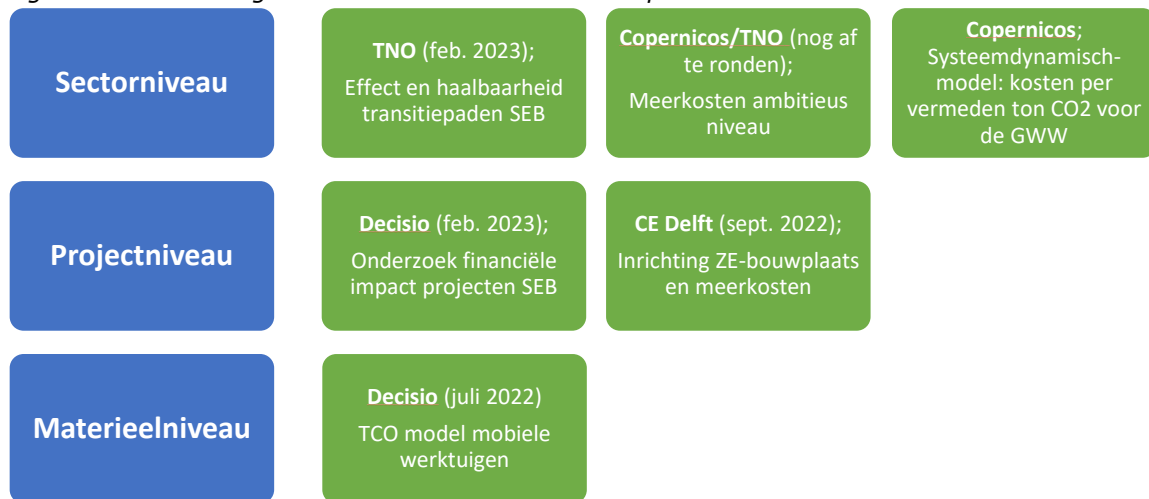 Sectorniveau
TNO (feb. 2023);
Effect en haalbaarheid
transitiepaden SEB
Copernicos/TNO (nog af
te ronden);
Meerkosten ambitieus
niveau
Copernicos;
Systeemdynamisch-
model: kosten per
vermeden ton CO2 voor
de GWW
Projectniveau
Decisio (feb. 2023);
Onderzoek financiële
impact projecten SEB
CE Delft (sept. 2022);
Inrichting ZE-bouwplaats
en meerkosten
Materieelniveau
Decisio (juli 2022)
TCO model mobiele
werktuigen